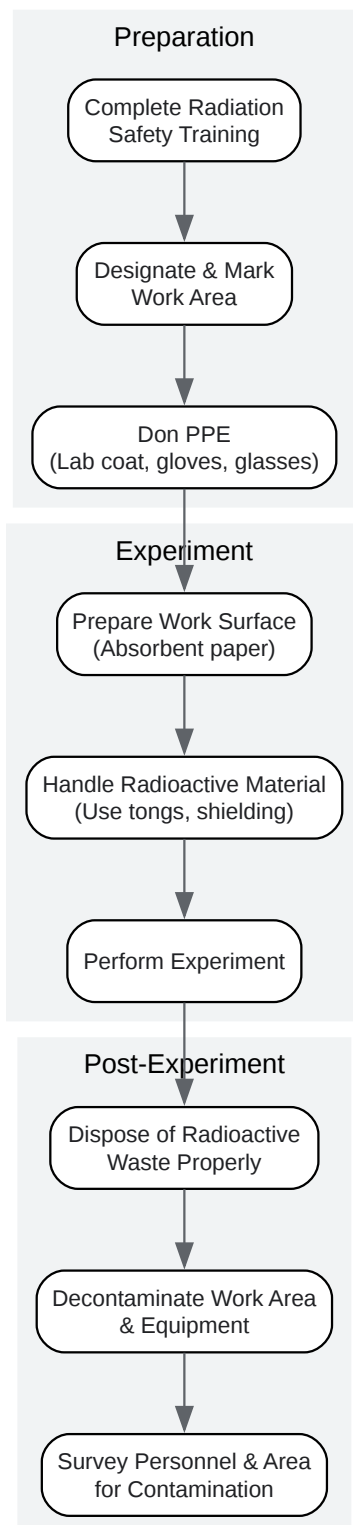 Preparation
Complete Radiation
Safety Training
Designate & Mark
Work Area
Don PPE
(Lab coat, gloves, glasses)
Experiment
Prepare Work Surface
(Absorbent paper)
Handle Radioactive Material
(Use tongs, shielding)
Perform Experiment
Post-Experiment
Dispose of Radioactive
Waste Properly
Decontaminate Work Area
& Equipment
Survey Personnel & Area
for Contamination